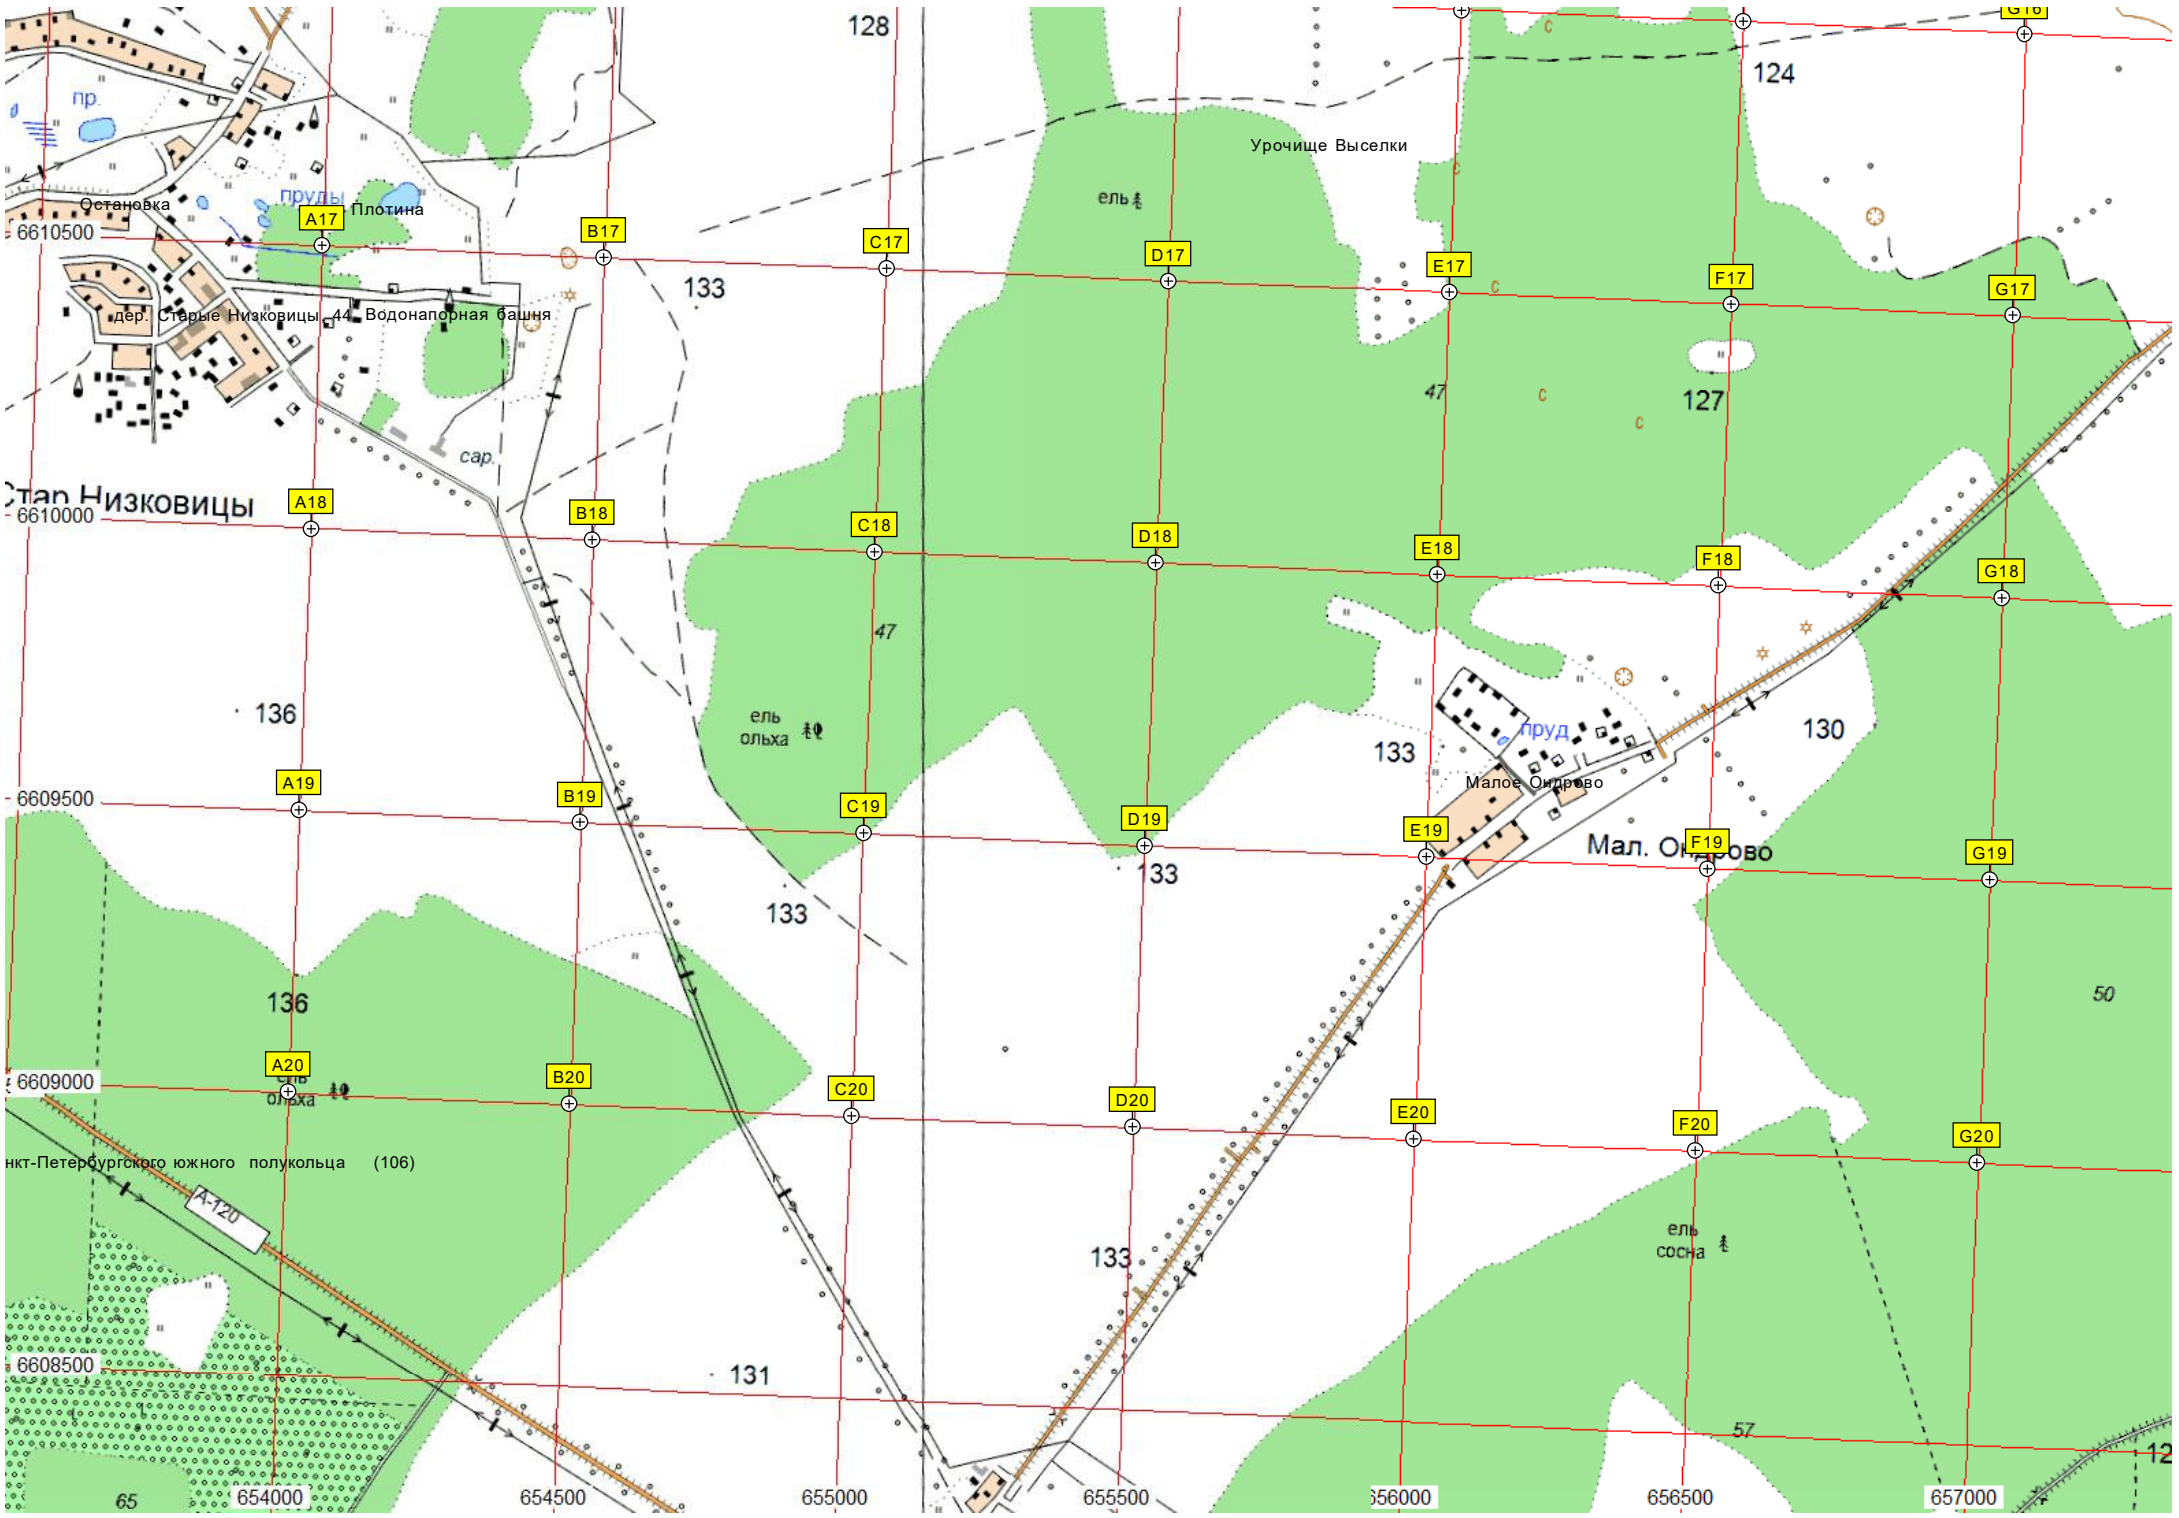 128
G16
124
пр.
Урочище Выселки
ель
пруды
Остановка
Плотина
A17
B17
C17
D17
E17
F17
G17
6610500
133
c
c
c
c
c
дер. Старые Низковицы 44
Водонапорная башня
47
127
сар.
Стар Низковицы
6610000
A18
B18
C18
D18
E18
F18
G18
47
136
ель
ольха
133
пруд
130
Малое Ондрово
6609500
A19
B19
C19
D19
E19
F19
G19
Мал. Ондрово
133
133
136
50
6609000
A20
B20
C20
D20
E20
F20
G20
ель
ольха
нкт-Петербургского южного полукольца (106)
А-120
ель
сосна
133
6608500
131
57
12
65
654000
654500
655000
655500
656000
656500
657000